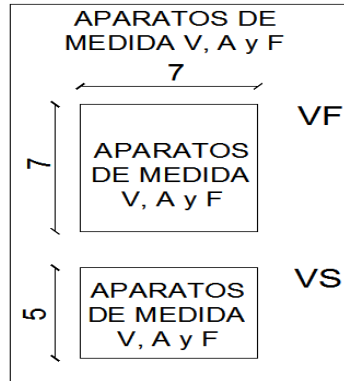 APARATOS DE
MEDIDA V, A y F
7
VF
7
APARATOS
DE MEDIDA
V, A y F
VS
5
APARATOS
DE MEDIDA
V, A y F